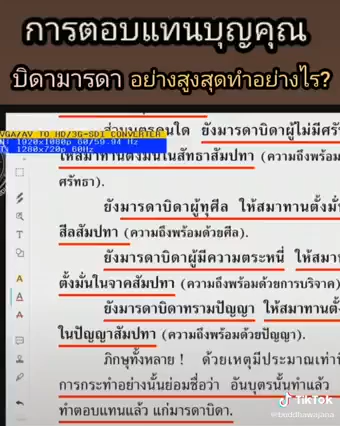 การตอบแทนบุญคุณ
บิดามารดา อย่างสูงสุดทำอย่างไร?
ส่วนบุตรคนใด ยังมารดาบิดาผู้ไม่มีศรั
VGA/AV TO HD/3G-SDI CONVERTER
1920x1080p 60/59.94 Hz
1280x720p 60Hz
ให้สมาทานตั้งมั่นในสัทธาสัมปทา (ความถึงพร้อม
ศรัทธา).
ยังมารดาบิดาผู้ทุศีล ให้สมาทานตั้งมั่
สีลสัมปทา (ความถึงพร้อมด้วยศีล).
ยังมารดาบิดาผู้มีความตระหนี่ ให้สมา
ตั้งมั่นในจาคสัมปทา (ความถึงพร้อมด้วยการบริจาค)
ยังมารดาบิดาทรามปัญญา ให้สมาทานตั้
ในปัญญาสัมปทา (ความถึงพร้อมด้วยปัญญา).
ภิกษุทั้งหลาย ! ด้วยเหตุมีประมาณเท่า
การกระทำอย่างนั้นย่อมชื่อว่า อันบุตรนั้นทำแล้ว
ทำตอบแทนแล้ว แก่มารดาบิดา.
TikTok